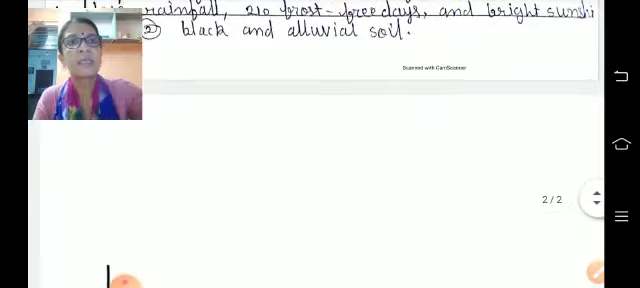 rainfall, 210 frost-free days, and bright sunshi
② black and alluvial soil.
Scanned with CamScanner
2/2